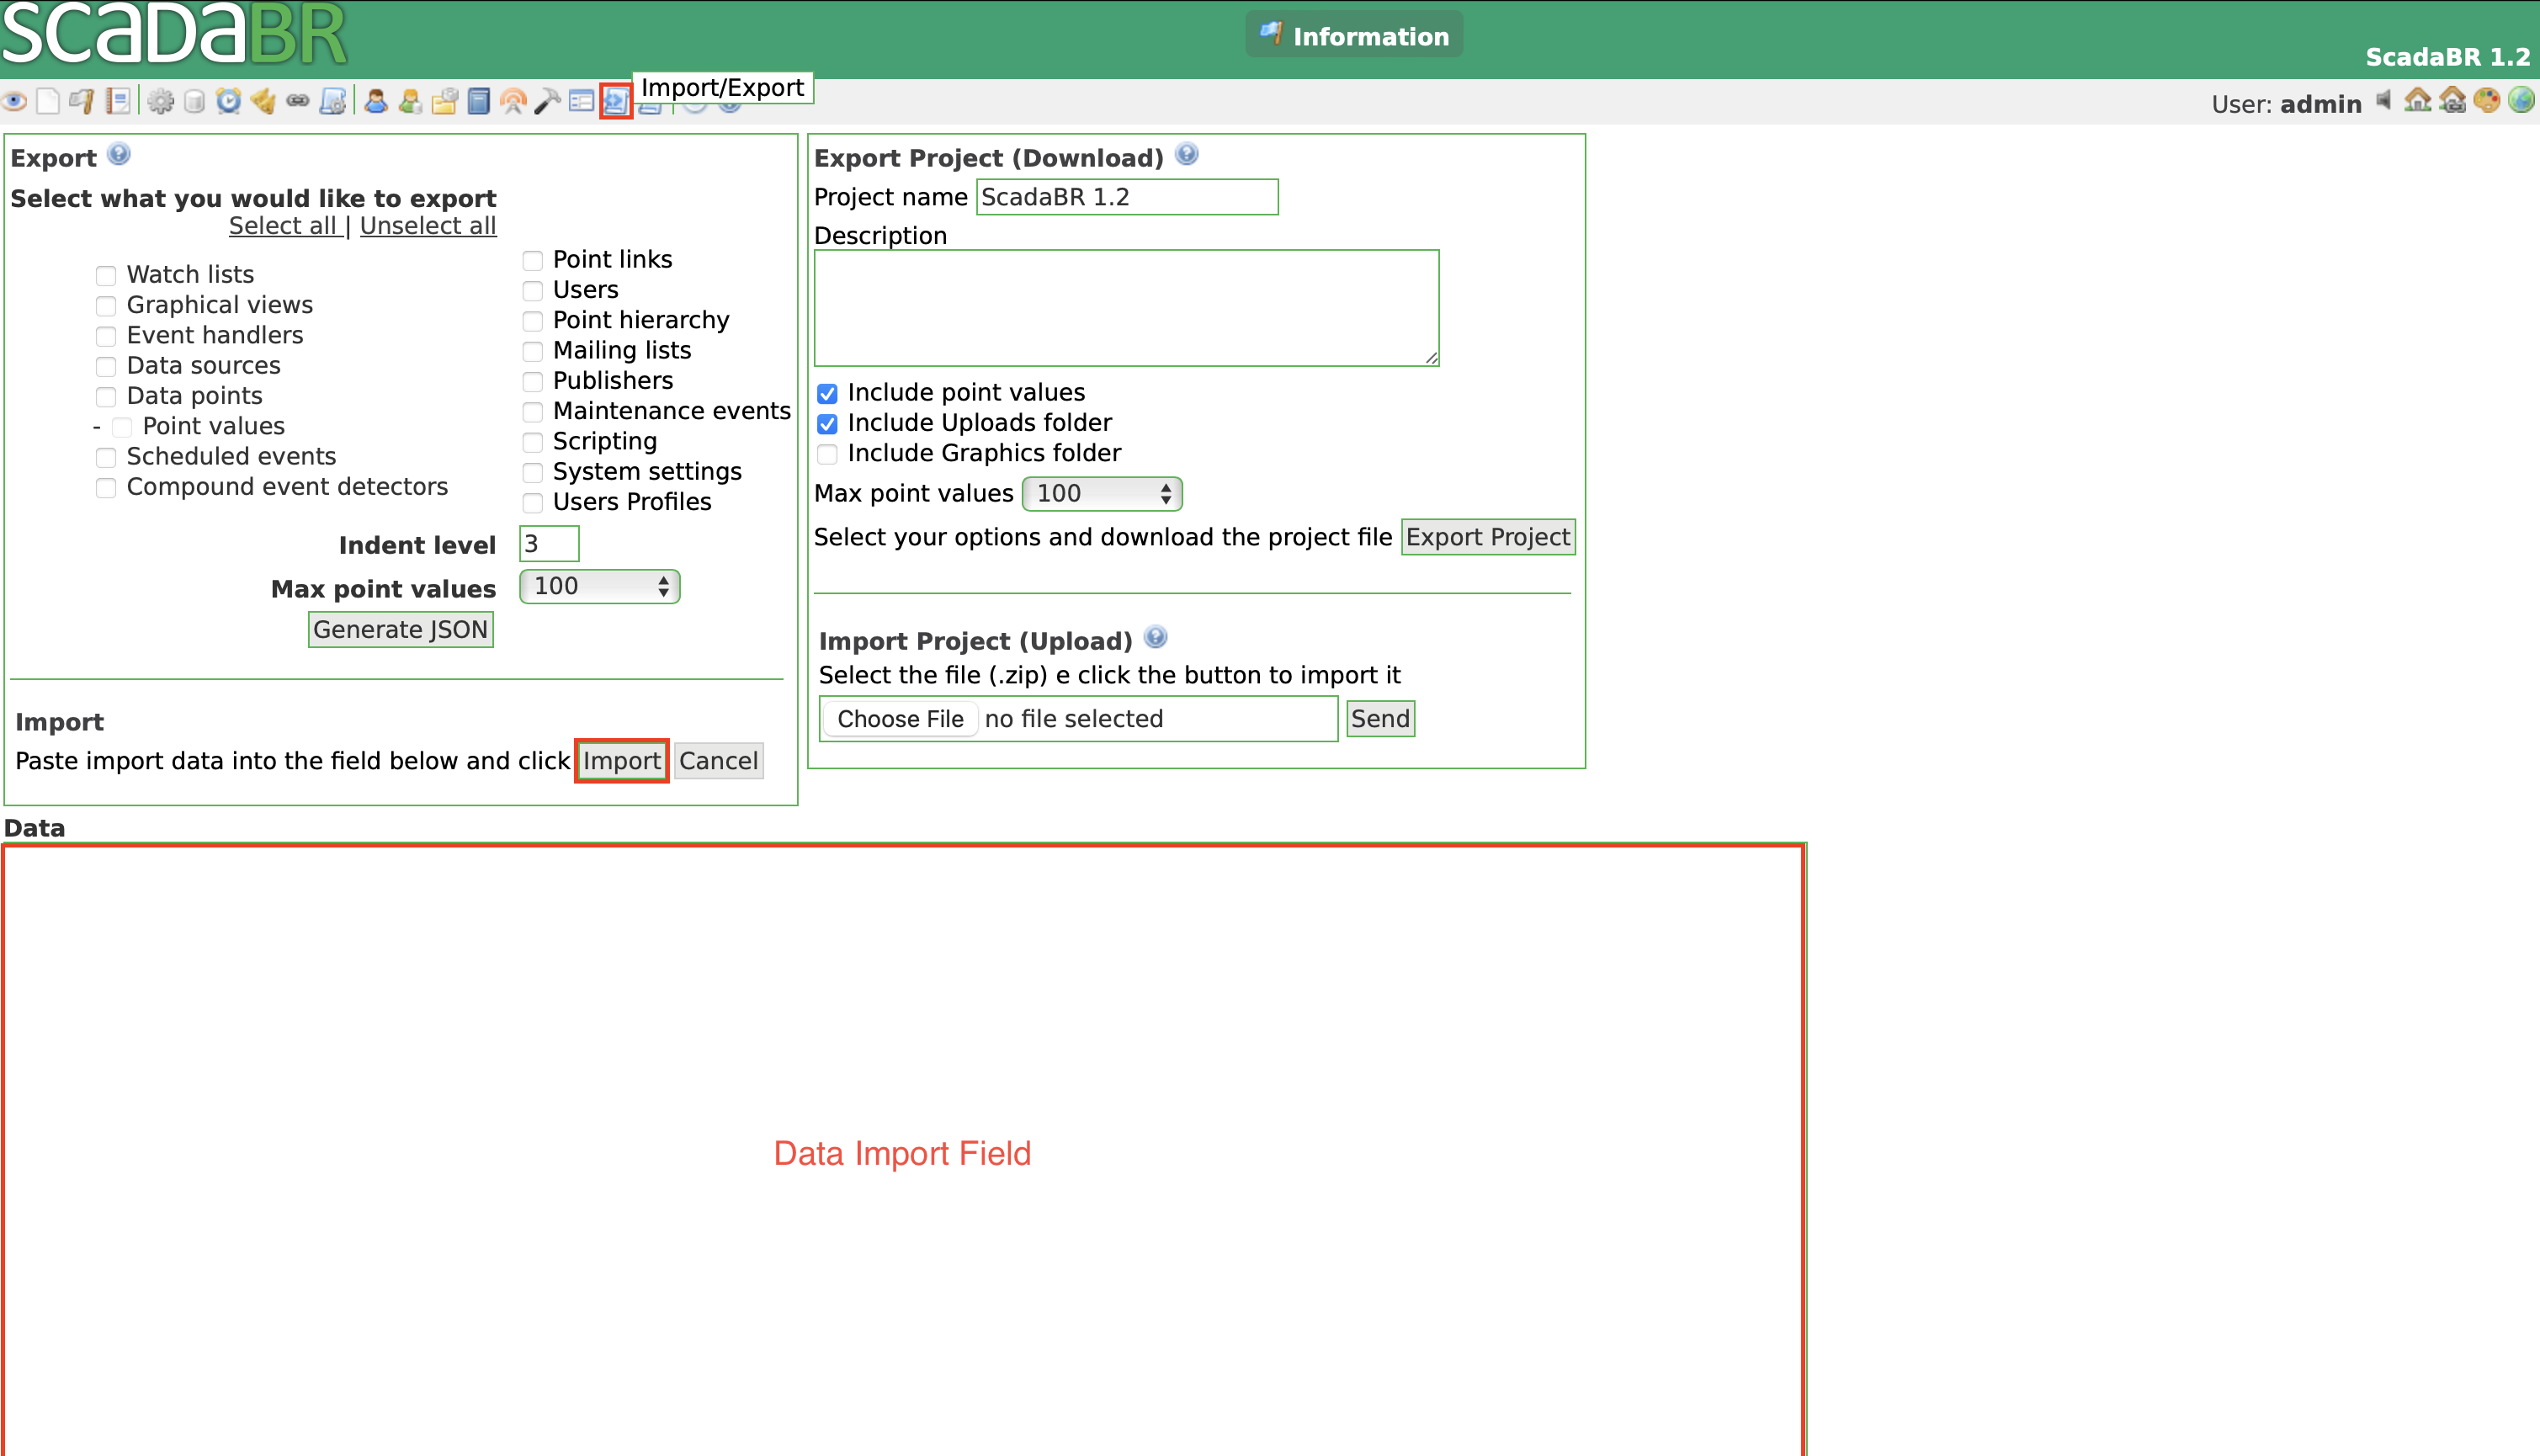 ScadaBR
Information
ScadaBR 1.2
Import/Export
User: admin
Export
Select what you would like to export
Select all | Unselect all
Watch lists
Graphical views
Event handlers
Data sources
Data points
- Point values
Scheduled events
Compound event detectors
Point links
Users
Point hierarchy
Mailing lists
Publishers
Maintenance events
Scripting
System settings
Users Profiles
Indent level 3
Max point values 100
Generate JSON
Import
Paste import data into the field below and click Import Cancel
Export Project (Download)
Project name ScadaBR 1.2
Description
Include point values
Include Uploads folder
Include Graphics folder
Max point values 100
Select your options and download the project file Export Project
Import Project (Upload)
Select the file (.zip) e click the button to import it
Choose File no file selected Send
Data
Data Import Field